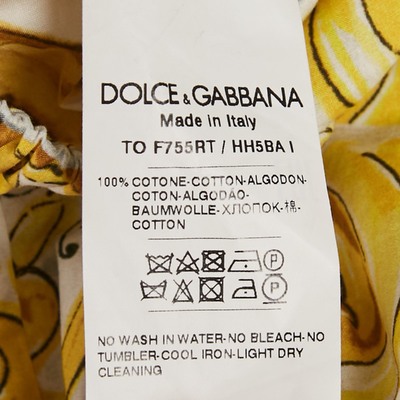 DOLCE & GABBANA
Made in Italy
TO F755RT / HH5BA I
100% COTONE-COTTON-ALGODON-
COTON-ALGODÃO-
BAUMWOLLE-ХЛОПОК-棉-
COTTON
P
P
NO WASH IN WATER-NO BLEACH-NO
TUMBLER-COOL IRON-LIGHT DRY
CLEANING